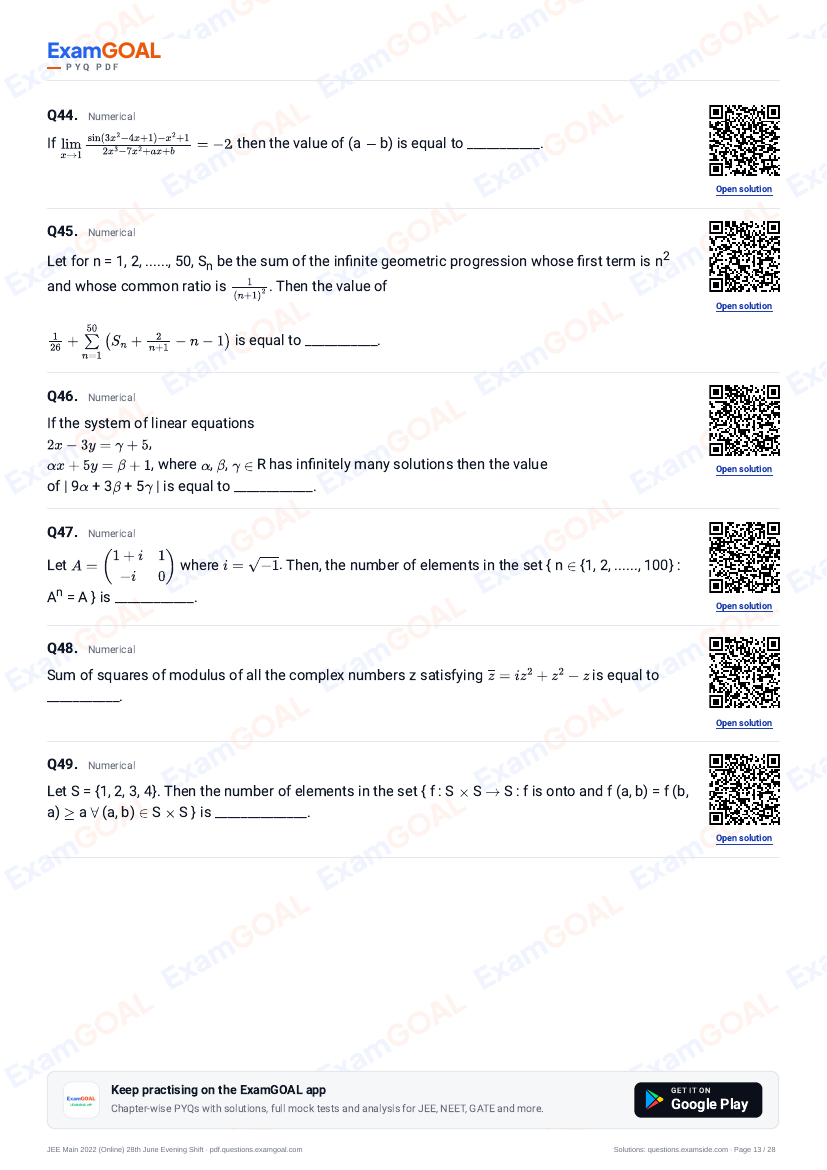 ExamGOAL
PYQ PDF
Q44. Numerical
If lim x→1 (sin(3x²−4x+1)−x²+1)/(2x³−7x²+ax+b) = −2, then the value of (a − b) is equal to ___________.
Open solution
Q45. Numerical
Let for n = 1, 2, ......, 50, Sₙ be the sum of the infinite geometric progression whose first term is n²
and whose common ratio is 1/(n+1)². Then the value of
1/26 + ∑ n=1 50 (Sₙ + 2/(n+1) − n − 1) is equal to ___________.
Open solution
Q46. Numerical
If the system of linear equations
2x − 3y = γ + 5,
αx + 5y = β + 1, where α, β, γ ∈ R has infinitely many solutions then the value
of | 9α + 3β + 5γ | is equal to ____________.
Open solution
Q47. Numerical
Let A = (1 + i 1
−i 0) where i = √−1. Then, the number of elements in the set { n ∈ {1, 2, ......, 100} :
Aⁿ = A } is ____________.
Open solution
Q48. Numerical
Sum of squares of modulus of all the complex numbers z satisfying z̅ = iz² + z² − z is equal to
___________.
Open solution
Q49. Numerical
Let S = {1, 2, 3, 4}. Then the number of elements in the set { f : S × S → S : f is onto and f (a, b) = f (b,
a) ≥ a ∀ (a, b) ∈ S × S } is ______________.
Open solution
Keep practising on the ExamGOAL app
Chapter-wise PYQs with solutions, full mock tests and analysis for JEE, NEET, GATE and more.
GET IT ON
Google Play
JEE Main 2022 (Online) 28th June Evening Shift · pdf.questions.examgoal.com
Solutions: questions.examside.com · Page 13 / 28